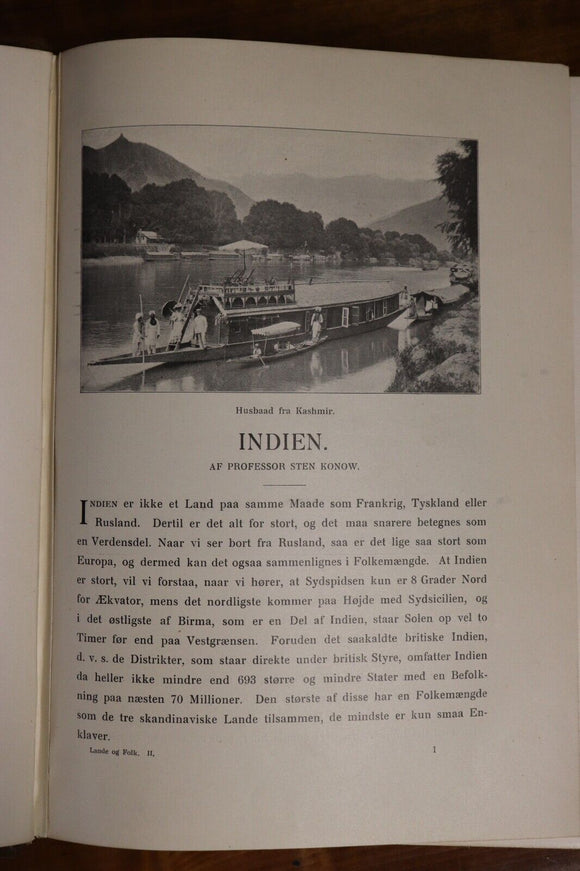 Husbaad fra Kashmir.
INDIEN.
AF PROFESSOR STEN KONOW.
INDIEN er ikke et Land paa samme Maade som Frankrig, Tyskland eller
Rusland. Dertil er det alt for stort, og det maa snarere betegnes som
en Verdensdel. Naar vi ser bort fra Rusland, saa er det lige saa stort som
Europa, og dermed kan det ogsaa sammenlignes i Folkemængde. At Indien
er stort, vil vi forstaa, naar vi hører, at Sydspidsen kun er 8 Grader Nord
for Ækvator, mens det nordligste kommer paa Højde med Sydsicilien, og
i det østligste af Birma, som er en Del af Indien, staar Solen op vel to
Timer før end paa Vestgrænsen. Foruden det saakaldte britiske Indien,
d. v. s. de Distrikter, som staar direkte under britisk Styre, omfatter Indien
da heller ikke mindre end 693 større og mindre Stater med en Befolk-
ning paa næsten 70 Millioner. Den største af disse har en Folkemængde
som de tre skandinaviske Lande tilsammen, de mindste er kun smaa En-
klaver.
Lande og Folk. II. 1